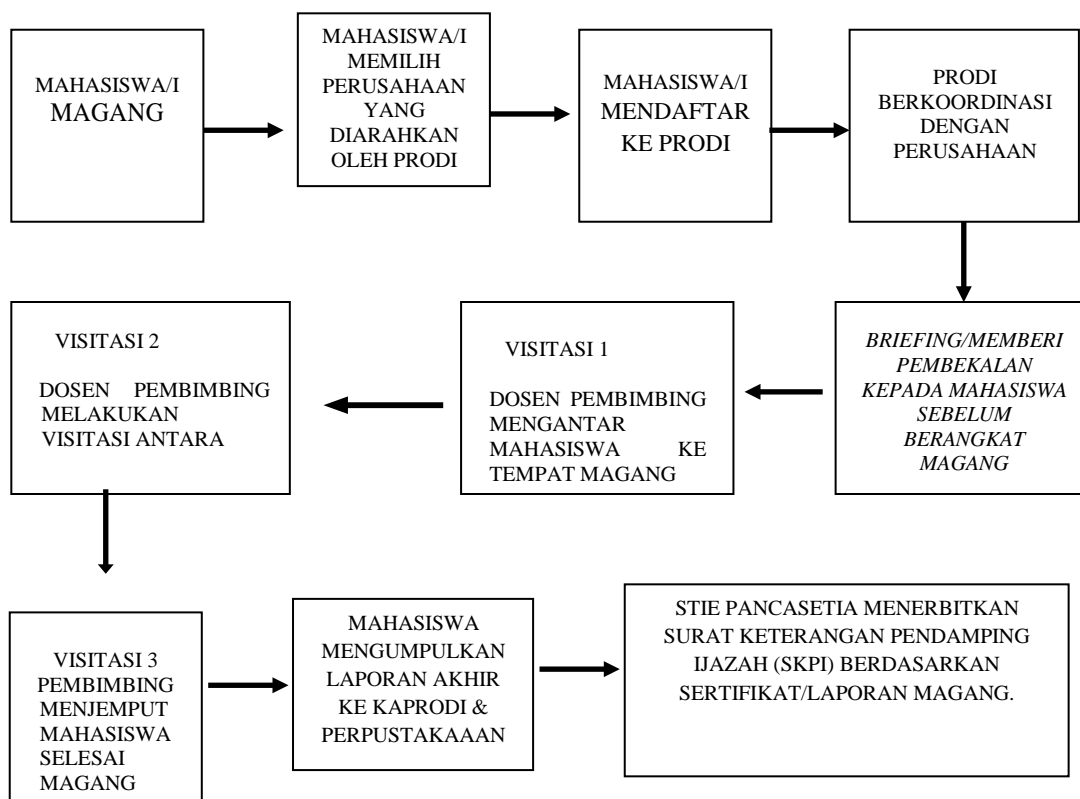 MAHASISWA/I
MAGANG
MAHASISWA/I
MEMILIH
PERUSAHAAN
YANG
DIARAHKAN
OLEH PRODI
MAHASISWA/I
MENDAFTAR
KE PRODI
PRODI
BERKOORDINASI
DENGAN
PERUSAHAAN
BRIEFING/MEMBERI
PEMBEKALAN
KEPADA MAHASISWA
SEBELUM
BERANGKAT
MAGANG
VISITASI 1
DOSEN PEMBIMBING
MENGANTAR
MAHASISWA KE
TEMPAT MAGANG
VISITASI 2
DOSEN PEMBIMBING
MELAKUKAN
VISITASI ANTARA
VISITASI 3
PEMBIMBING
MENJEMPUT
MAHASISWA
SELESAI
MAGANG
MAHASISWA
MENGUMPULKAN
LAPORAN AKHIR
KE KAPRODI &
PERPUSTAKAAAN
STIE PANCASETIA MENERBITKAN
SURAT KETERANGAN PENDAMPING
IJAZAH (SKPI) BERDASARKAN
SERTIFIKAT/LAPORAN MAGANG.